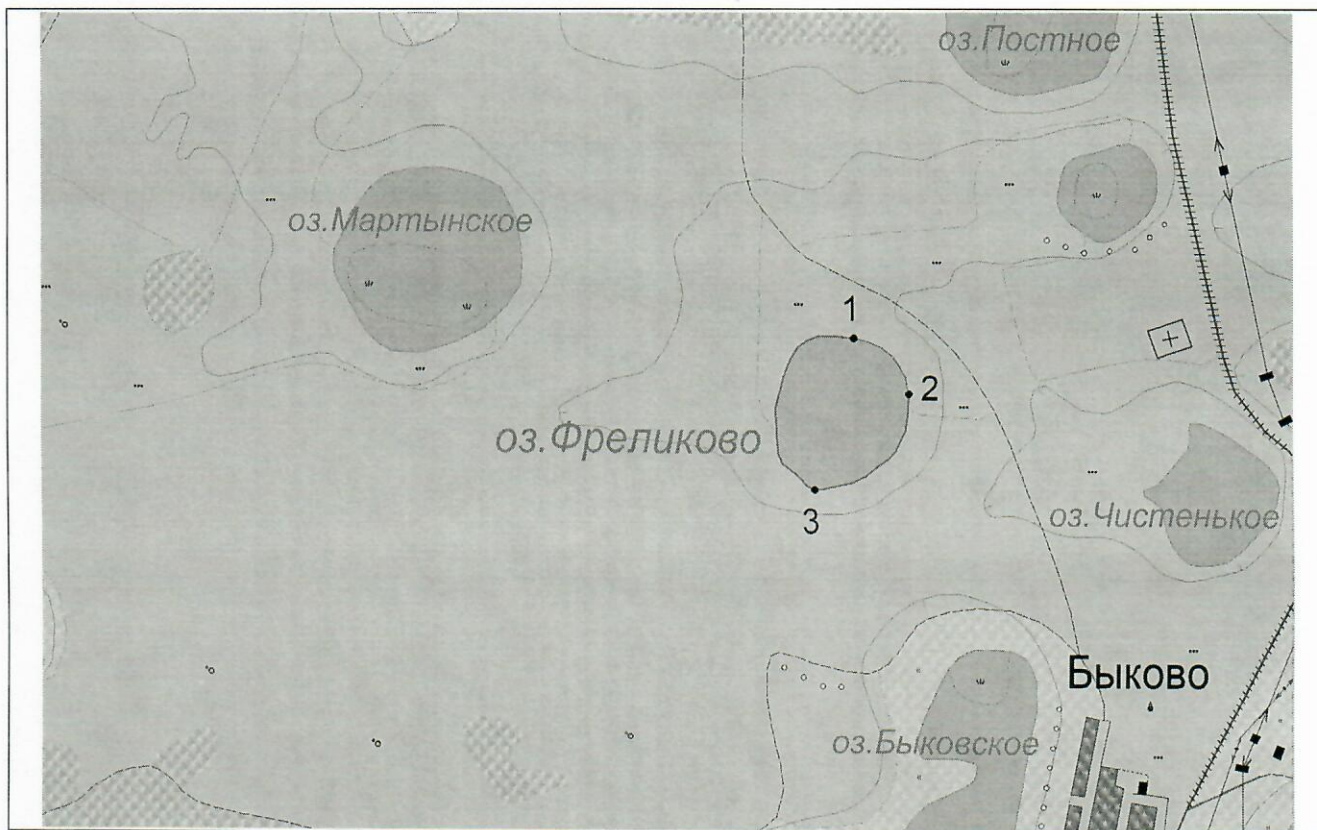 оз.Постное
оз.Мартынское
1
2
оз.Фреликово
3
оз.Чистенькое
Быково
оз.Быковское